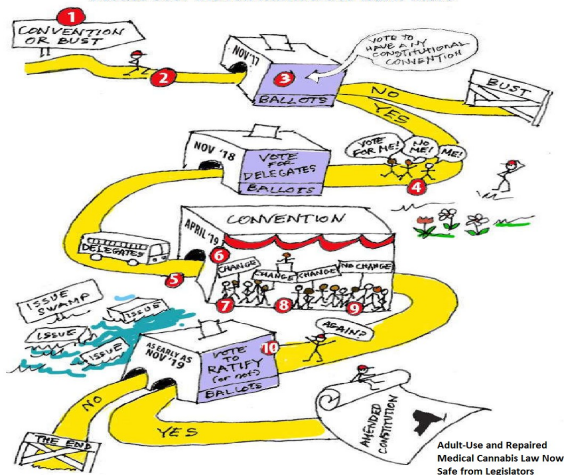 1
CONVENTION
OR BUST
2
NOV '17
3
BALLOTS
VOTE TO
HAVE A NY
CONSTITUTIONAL
CONVENTION
NO
YES
BUST
NOV '18
VOTE
FOR
DELEGATES
BALLOTS
VOTE
FOR ME!
NO
ME!
ME!
4
DELEGATES
5
CONVENTION
APRIL '19
6
CHANGE
CHANGE
CHANGE
NO CHANGE
7
8
9
ISSUE
SWAMP
ISSUE
ISSUE
ISSUE
AS EARLY AS
NOV '19
VOTE
TO
RATIFY
(or not)
BALLOTS
10
AGAIN?
NO
YES
THE END
AMENDED
CONSTITUTION
Adult-Use and Repaired
Medical Cannabis Law Now
Safe from Legislators